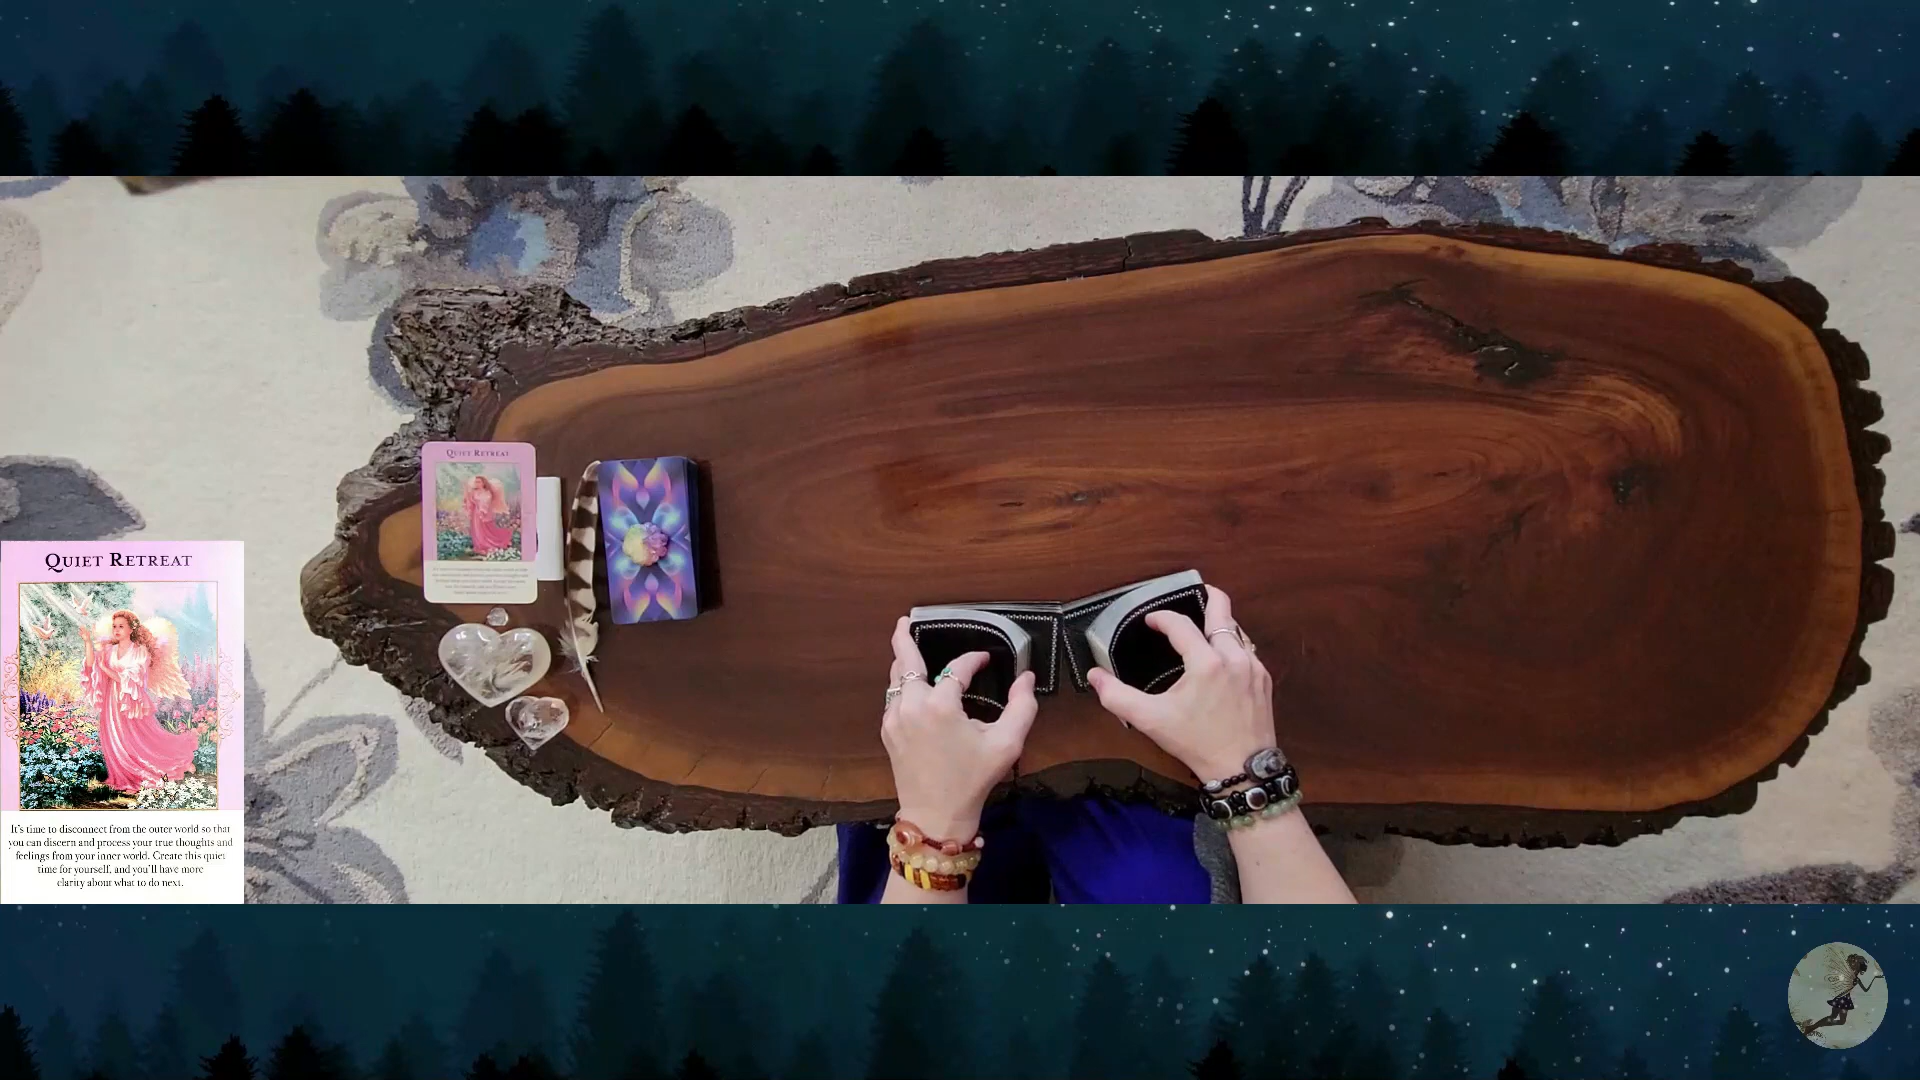 QUIET RETREAT
QUIET RETREAT
It's time to disconnect from the outer world so that
you can discern and process your true thoughts and
feelings from your inner world. Create this quiet
time for yourself, and you'll have more
clarity about what to do next.